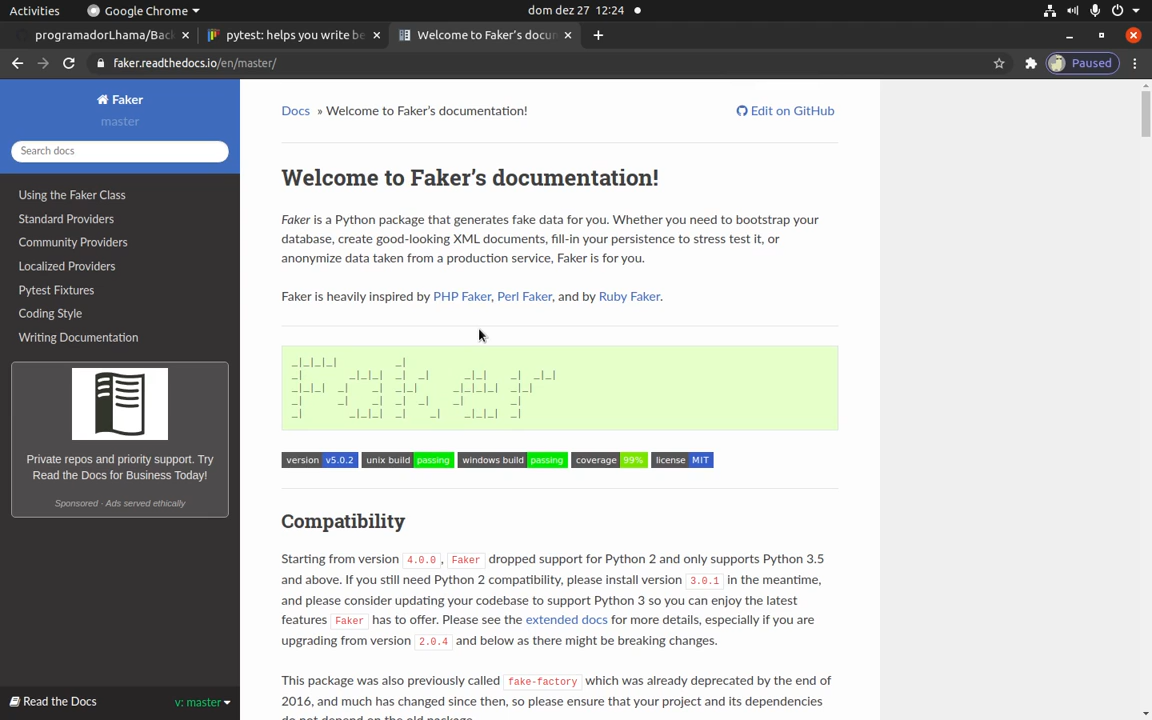 Activities Google Chrome dom dez 27 12:24
programadorLhama/Back pytest: helps you write be Welcome to Faker's docum
faker.readthedocs.io/en/master/ Paused
Faker
master
Search docs
Using the Faker Class
Standard Providers
Community Providers
Localized Providers
Pytest Fixtures
Coding Style
Writing Documentation
Private repos and priority support. Try
Read the Docs for Business Today!
Sponsored · Ads served ethically
Read the Docs v: master
Docs » Welcome to Faker's documentation! Edit on GitHub
Welcome to Faker's documentation!
Faker is a Python package that generates fake data for you. Whether you need to bootstrap your
database, create good-looking XML documents, fill-in your persistence to stress test it, or
anonymize data taken from a production service, Faker is for you.
Faker is heavily inspired by PHP Faker, Perl Faker, and by Ruby Faker.
_|_|_|_|          _|
_|        _|_|_|  _|  _|      _|_|    _|  _|_|
_|_|_|  _|    _|  _|_|      _|_|_|_|  _|_|
_|      _|    _|  _|  _|    _|        _|
_|        _|_|_|  _|    _|    _|_|_|  _|
version v5.0.2 unix build passing windows build passing coverage 99% license MIT
Compatibility
Starting from version 4.0.0, Faker dropped support for Python 2 and only supports Python 3.5
and above. If you still need Python 2 compatibility, please install version 3.0.1 in the meantime,
and please consider updating your codebase to support Python 3 so you can enjoy the latest
features Faker has to offer. Please see the extended docs for more details, especially if you are
upgrading from version 2.0.4 and below as there might be breaking changes.
This package was also previously called fake-factory which was already deprecated by the end of
2016, and much has changed since then, so please ensure that your project and its dependencies
do not depend on the old package.